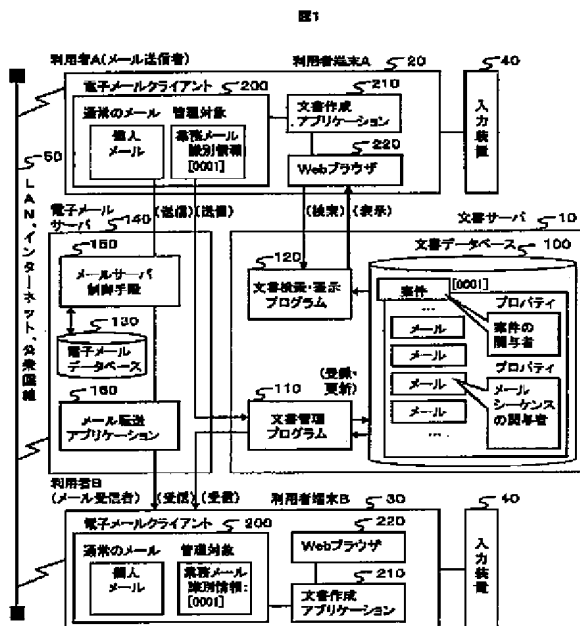 図1
利用者A(メール送信者)
利用者端末A
20
40
電子メールクライアント
200
210
通常のメール
管理対象
個人
メール
業務メール
識別情報
[0001]
文書作成
アプリケーション
220
Webブラウザ
入力装置
50
LAN、インターネット、公衆回線
電子メール
サーバ
140
(送信)
(送信)
(検索)
(表示)
文書サーバ
10
150
メールサーバ
制御手段
130
電子メール
データベース
160
メール転送
アプリケーション
120
文書検索・表示
プログラム
(登録・
更新)
110
文書管理
プログラム
文書データベース
100
案件
[0001]
…
メール
メール
メール
メール
…
プロパティ
案件の
関与者
プロパティ
メール
シーケンス
の関与者
利用者B
(メール受信者)
(受信)
(受信)
利用者端末B
30
40
電子メールクライアント
200
220
通常のメール
管理対象
個人
メール
業務メール
識別情報:
[0001]
Webブラウザ
210
文書作成
アプリケーション
入力装置